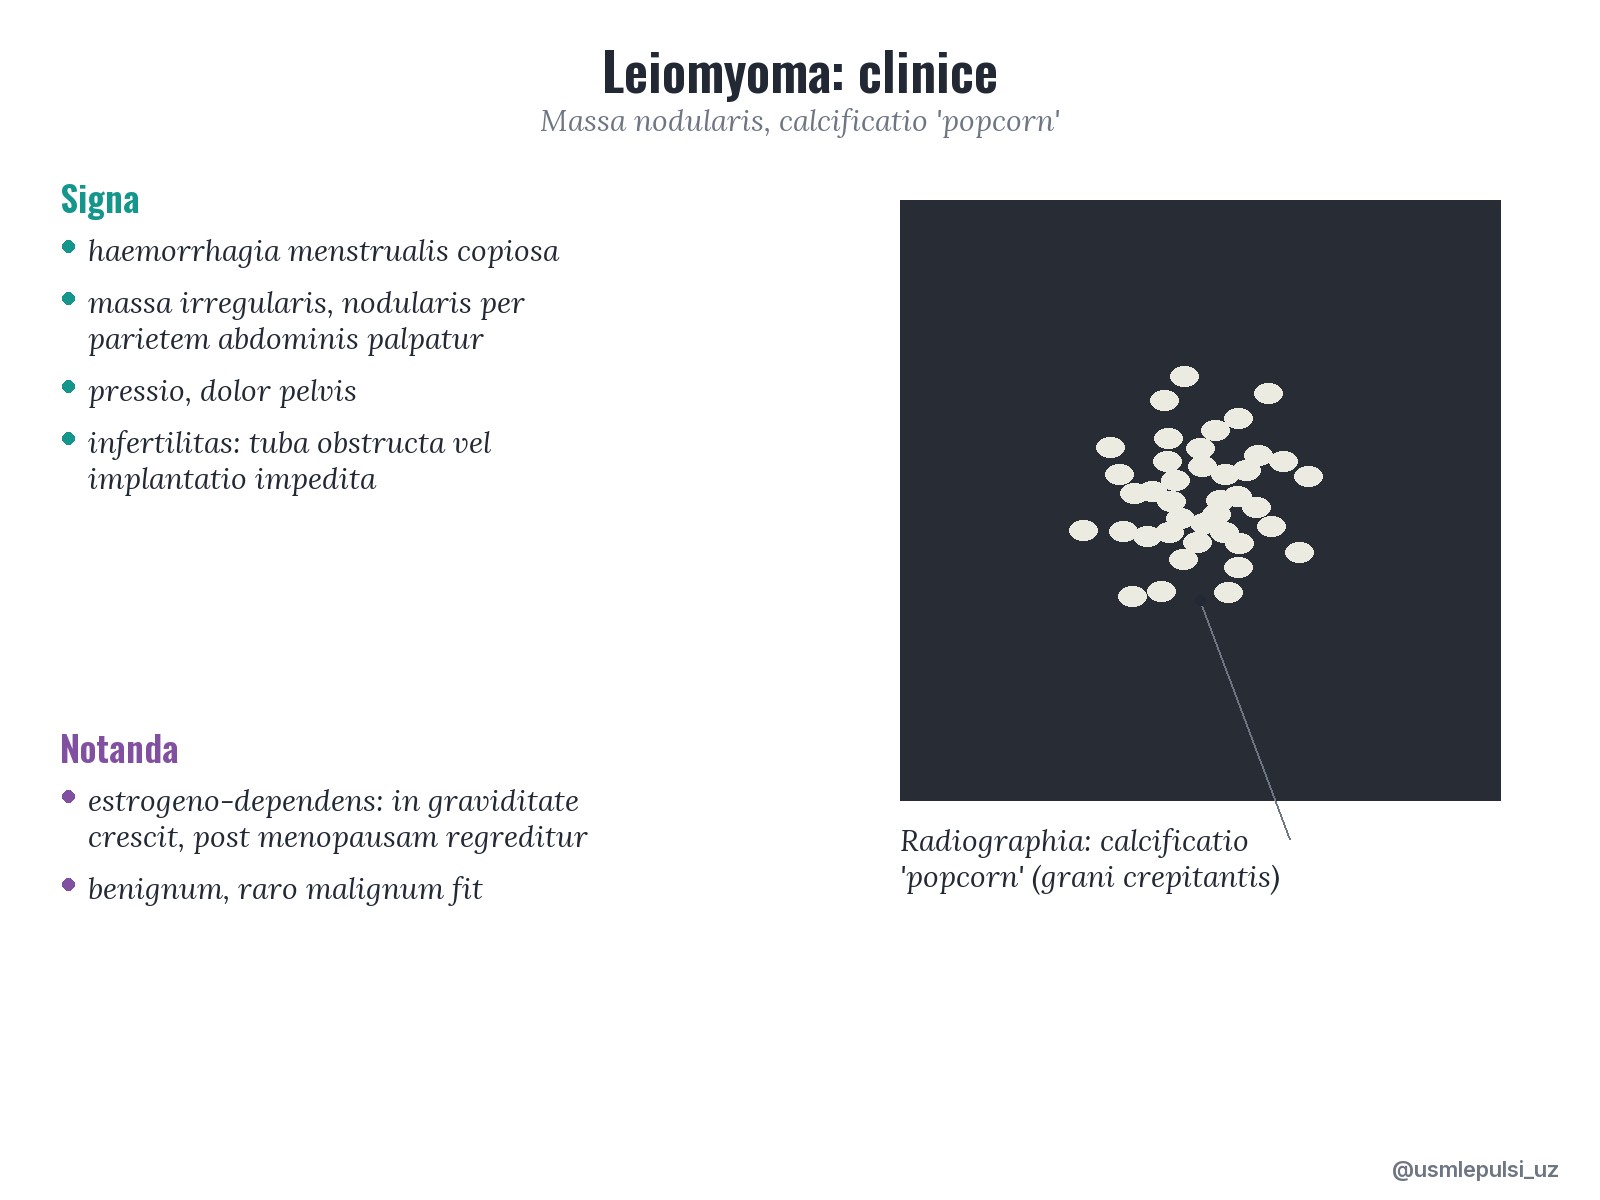 Leiomyoma: clinice
Massa nodularis, calcificatio 'popcorn'
Signa
haemorrhagia menstrualis copiosa
massa irregularis, nodularis per
parietem abdominis palpatur
pressio, dolor pelvis
infertilitas: tuba obstructa vel
implantatio impedita
Notanda
estrogeno-dependens: in graviditate
crescit, post menopausam regreditur
benignum, raro malignum fit
Radiographia: calcificatio
'popcorn' (grani crepitantis)
@usmlepulsi_uz